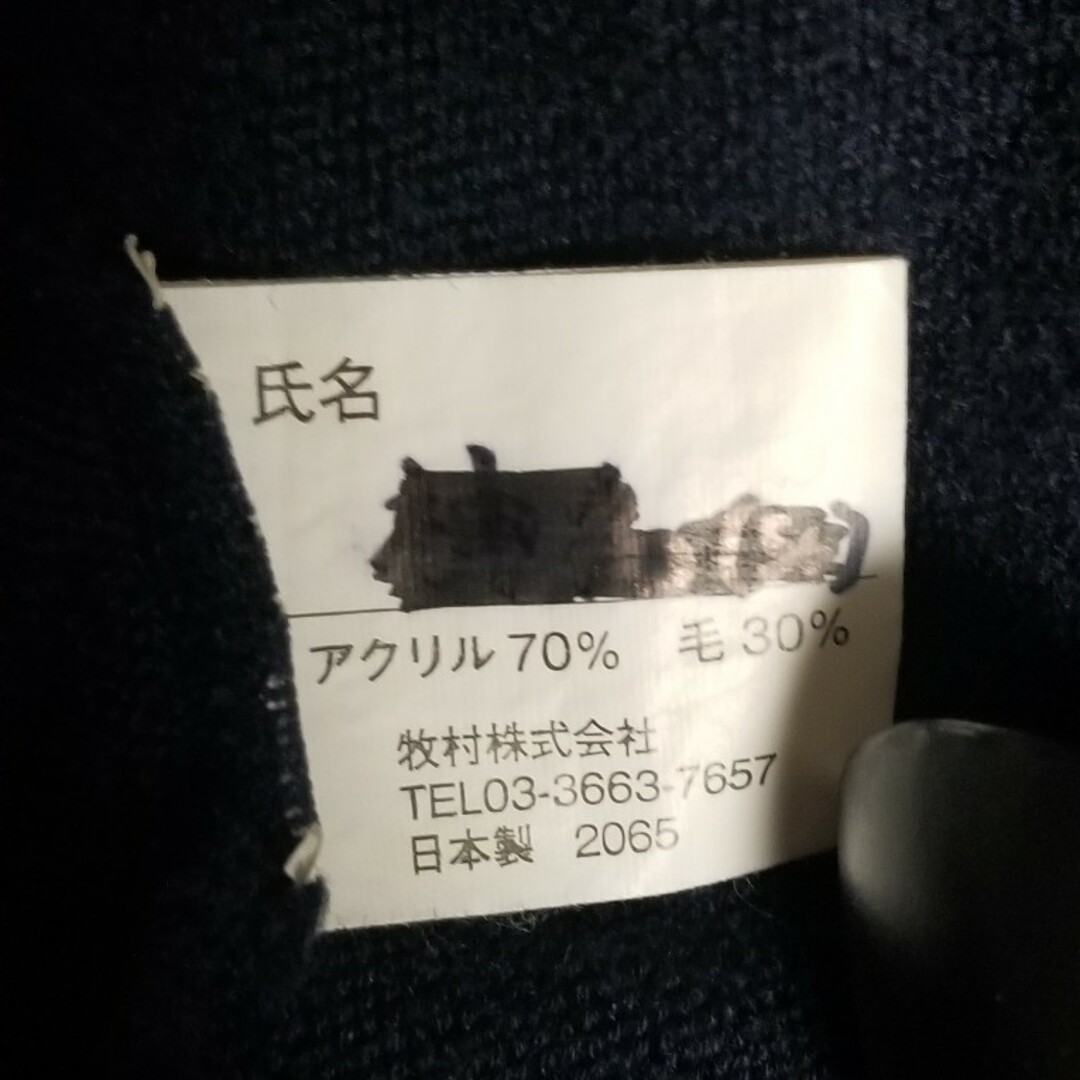 氏名
アクリル 70% 毛 30%
牧村株式会社
TEL03-3663-7657
日本製 2065